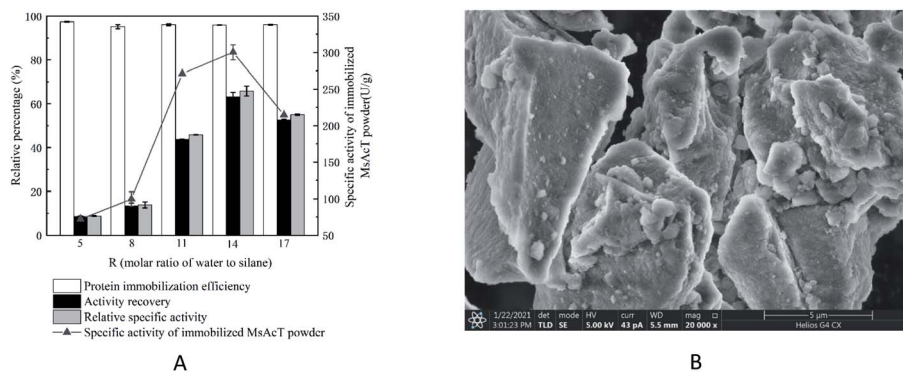 100
80
60
40
20
0
Relative percentage (%)
350
300
250
200
150
100
50
Specific activity of immobilized
MsAcT powder(U/g)
5 8 11 14 17
R (molar ratio of water to silane)
Protein immobilization efficiency
Activity recovery
Relative specific activity
Specific activity of immobilized MsAcT powder
A
1/22/2021 det mode HV curr WD mag □ 5 µm
3:01:23 PM TLD SE 5.00 kV 43 pA 5.5 mm 20 000 x Helios G4 CX
B